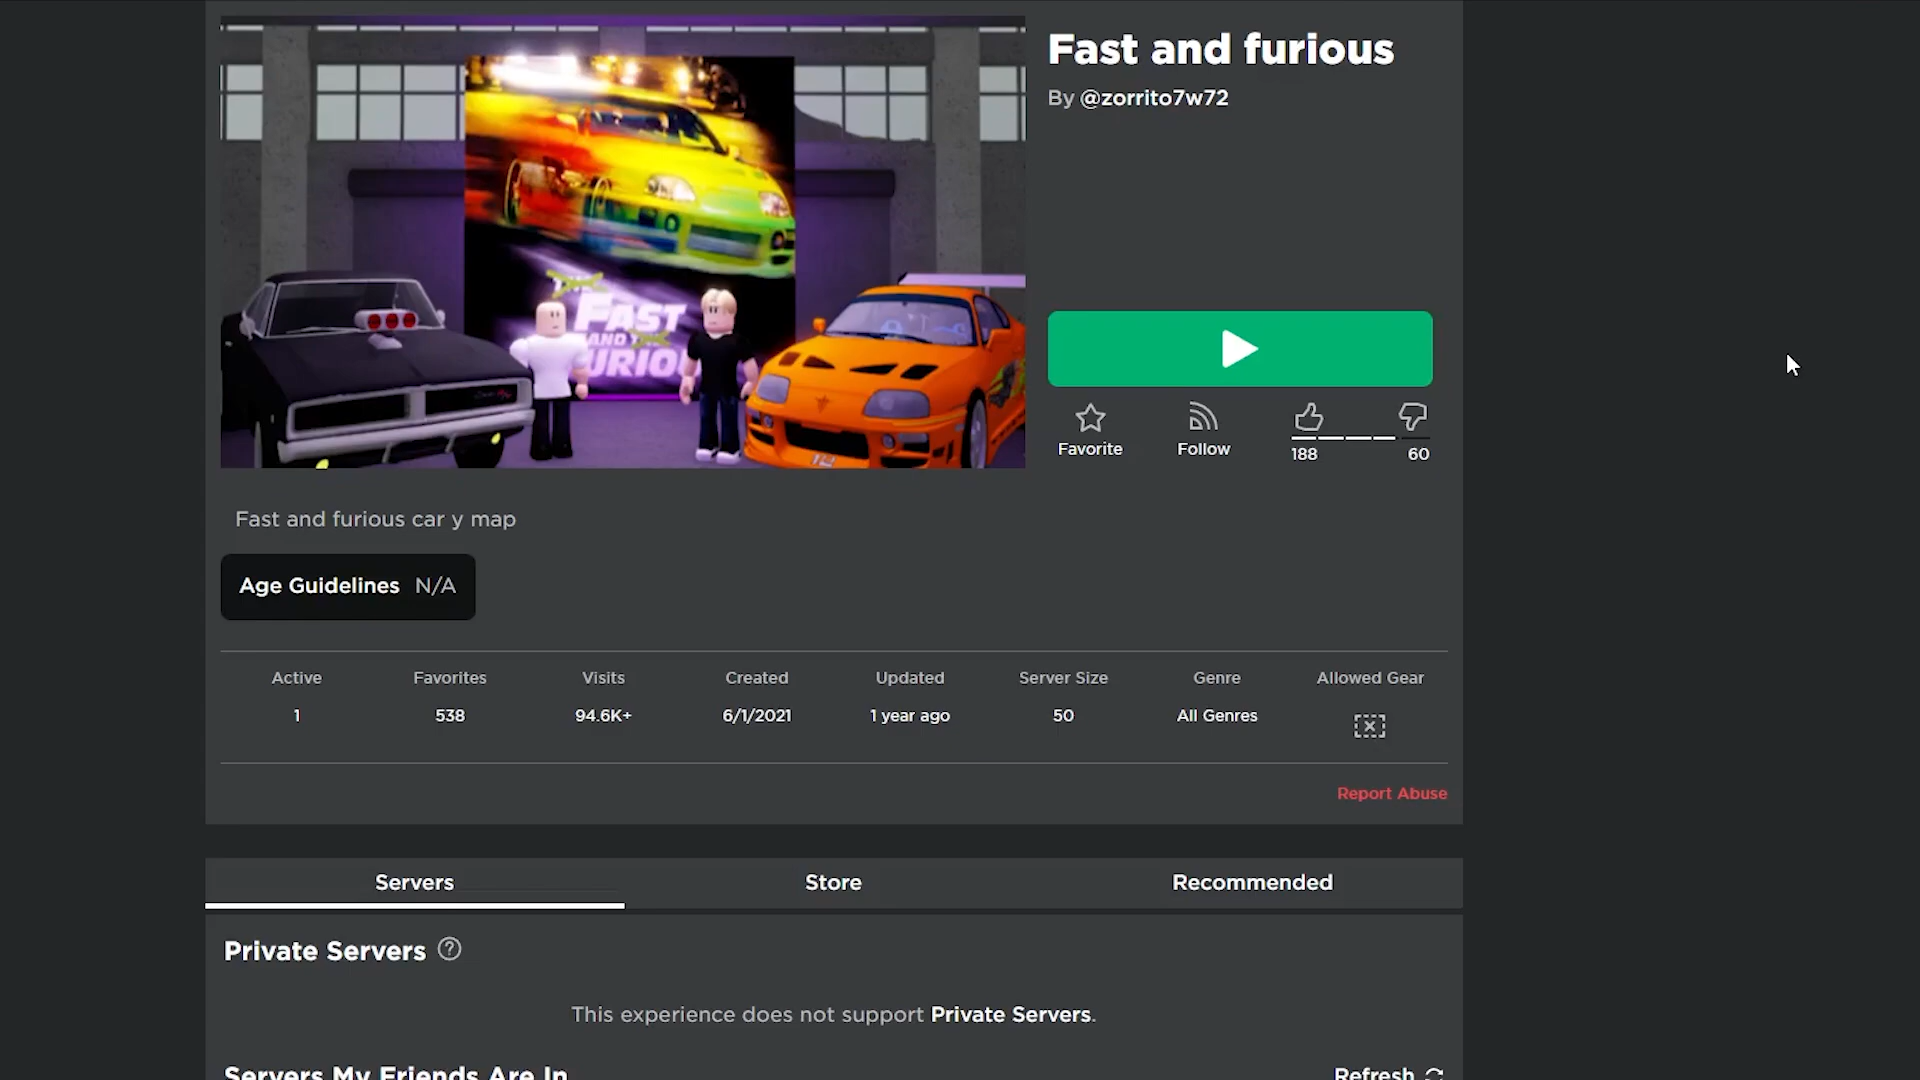 THE
FAST
AND THE
FURIOUS
Fast and furious
By @zorrito7w72
Favorite
Follow
188
60
Fast and furious car y map
Age Guidelines N/A
Active Favorites Visits Created Updated Server Size Genre Allowed Gear
1 538 94.6K+ 6/1/2021 1 year ago 50 All Genres
Report Abuse
Servers Store Recommended
Private Servers
This experience does not support Private Servers.
Servers My Friends Are In
Refresh